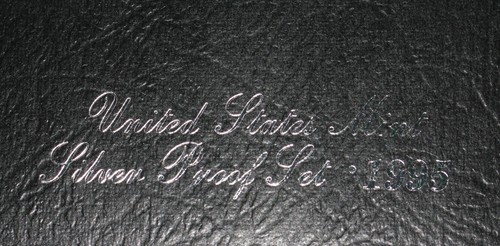 United States Mint
Silver Proof Set · 1995